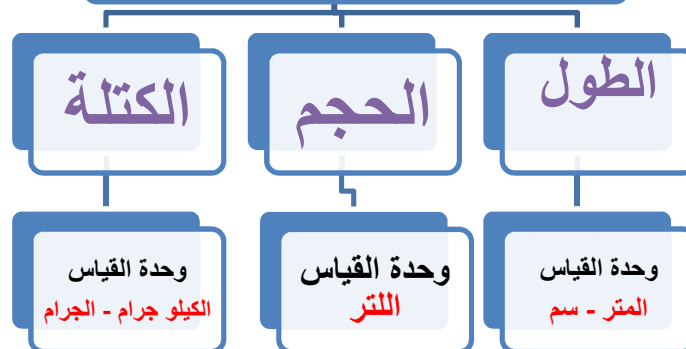 الطول
الحجم
الكتلة
وحدة القياس
المتر - سم
وحدة القياس
اللتر
وحدة القياس
الكيلو جرام - الجرام